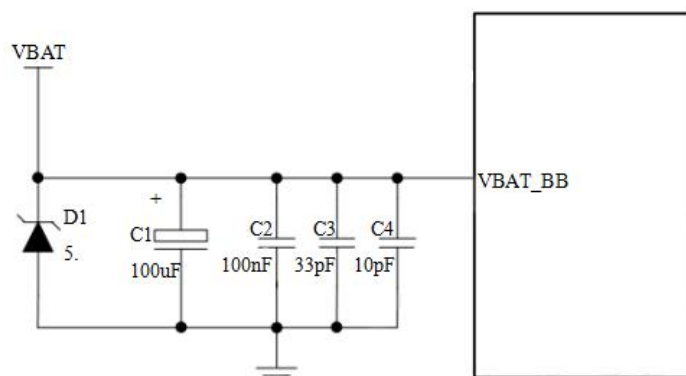 VBAT
VBAT_BB
+
D1
5.
C1
100uF
C2
100nF
C3
33pF
C4
10pF